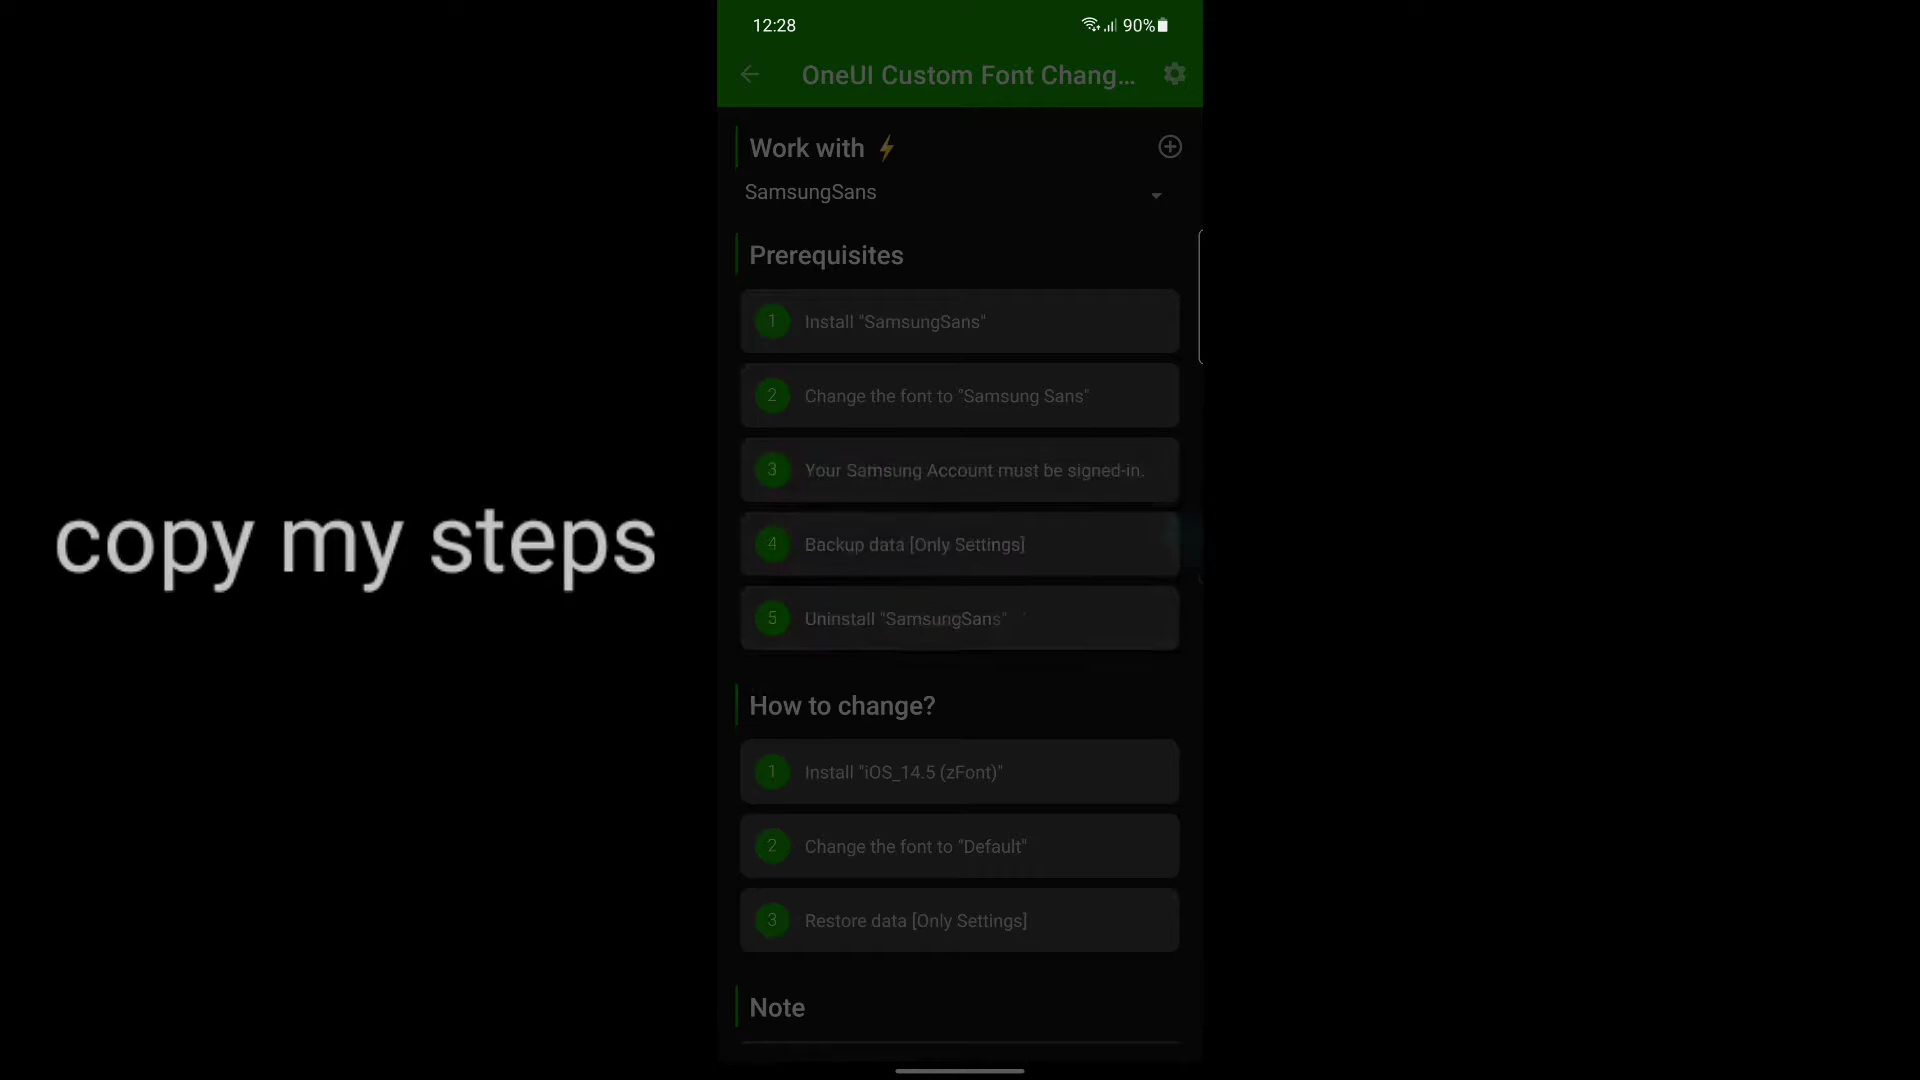 12:28
90%
OneUI Custom Font Chang...
Work with
SamsungSans
Prerequisites
1 Install "SamsungSans"
2 Change the font to "Samsung Sans"
3 Your Samsung Account must be signed-in.
4 Backup data [Only Settings]
5 Uninstall "SamsungSans"
copy my steps
How to change?
1 Install "iOS_14.5 (zFont)"
2 Change the font to "Default"
3 Restore data [Only Settings]
Note